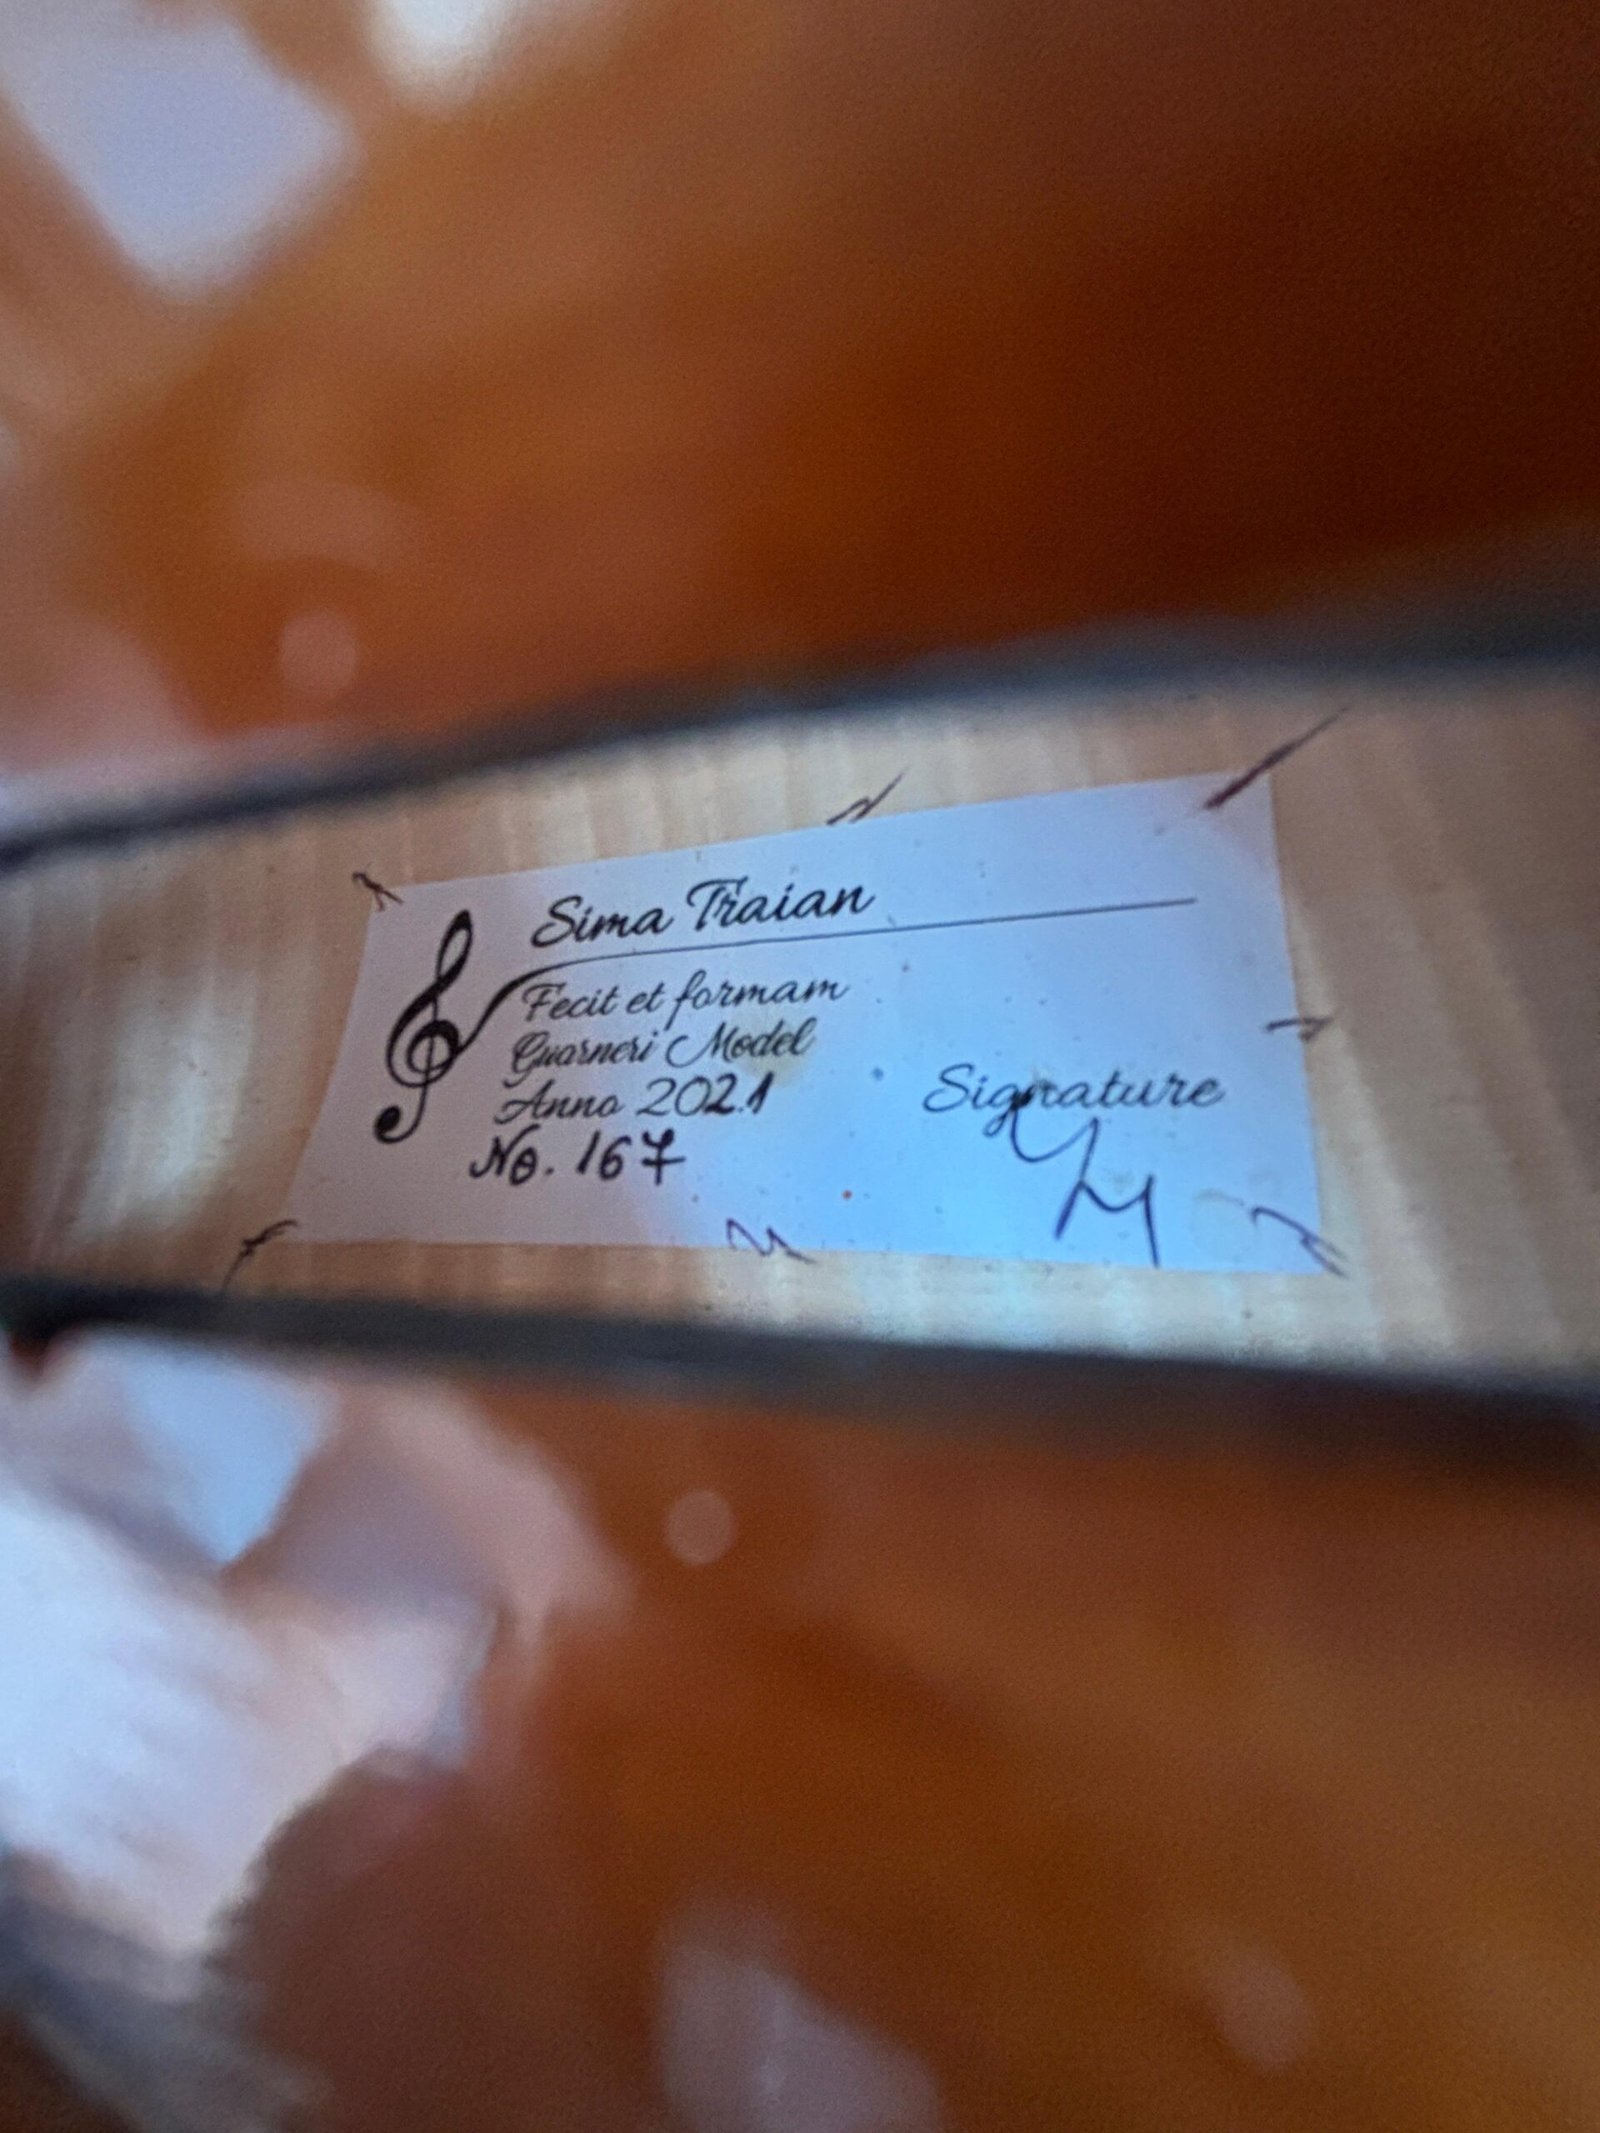 Sima Traian
Fecit et formam
Guarneri Model
Anno 2021
No. 167
Signature